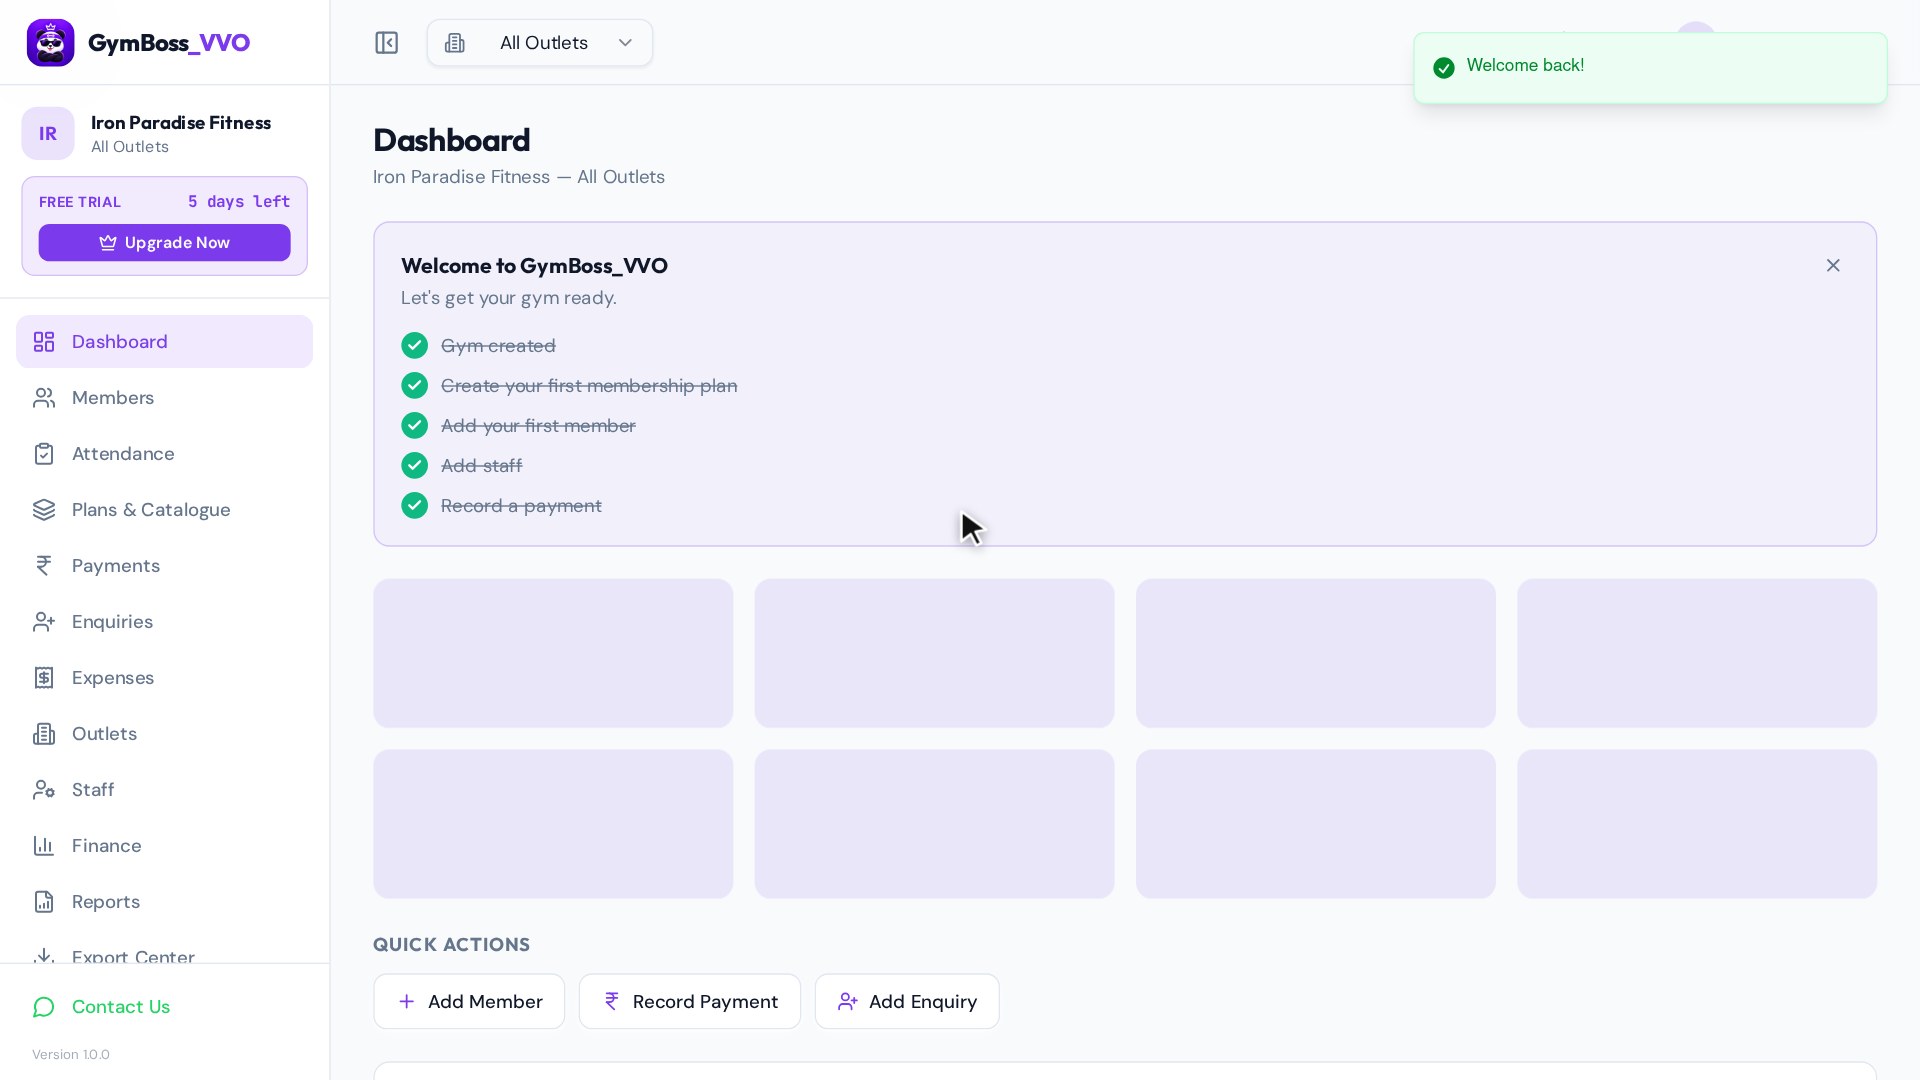 GymBoss_VVO
Iron Paradise Fitness
IR
All Outlets
FREE TRIAL
5 days left
Upgrade Now
Dashboard
Members
Attendance
Plans & Catalogue
Payments
Enquiries
Expenses
Outlets
Staff
Finance
Reports
Export Center
Contact Us
Version 1.0.0
All Outlets
Welcome back!
Dashboard
Iron Paradise Fitness — All Outlets
Welcome to GymBoss_VVO
Let's get your gym ready.
Gym created
Create your first membership plan
Add your first member
Add staff
Record a payment
QUICK ACTIONS
Add Member
Record Payment
Add Enquiry